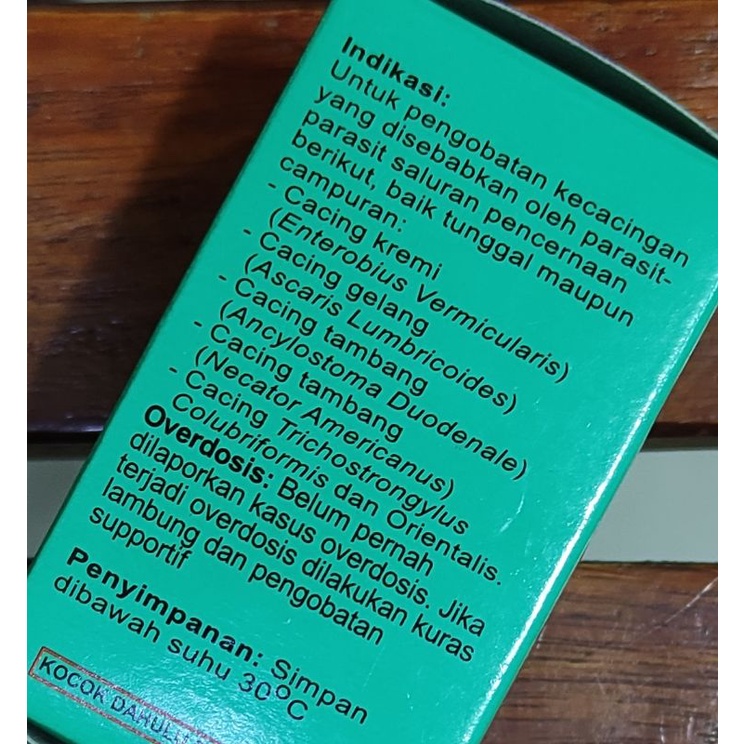 Indikasi:
Untuk pengobatan kecacingan
yang disebabkan oleh parasit-
parasit saluran pencernaan
berikut, baik tunggal maupun
campuran:
- Cacing kremi
(Enterobius Vermicularis)
- Cacing gelang
(Ascaris Lumbricoides)
- Cacing tambang
(Ancylostoma Duodenale)
- Cacing tambang
(Necator Americanus)
- Cacing Trichostrongylus
Colubriformis dan Orientalis.
Overdosis: Belum pernah
dilaporkan kasus overdosis. Jika
terjadi overdosis dilakukan kuras
lambung dan pengobatan
supportif
Penyimpanan: Simpan
dibawah suhu 30°C
KOCOK